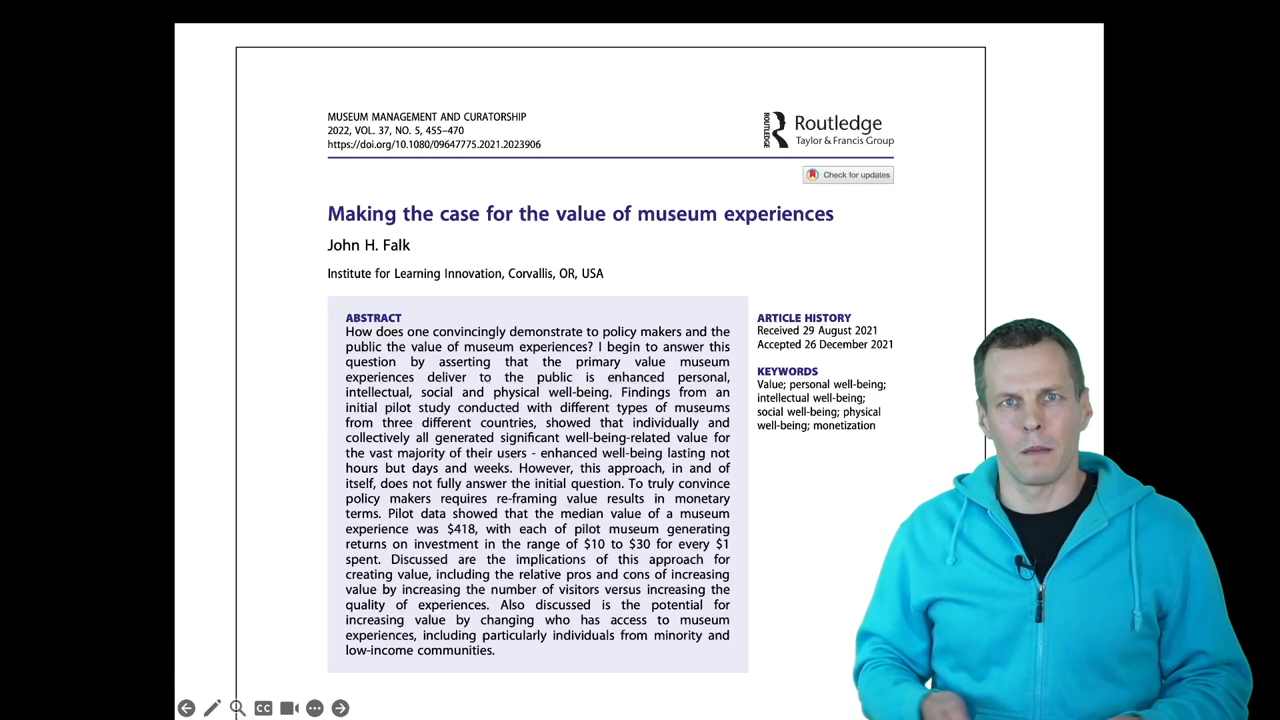 MUSEUM MANAGEMENT AND CURATORSHIP
2022, VOL. 37, NO. 5, 455–470
https://doi.org/10.1080/09647775.2021.2023906
ROUTLEDGE
Routledge
Taylor & Francis Group
Check for updates
Making the case for the value of museum experiences
John H. Falk
Institute for Learning Innovation, Corvallis, OR, USA
ABSTRACT
How does one convincingly demonstrate to policy makers and the
public the value of museum experiences? I begin to answer this
question by asserting that the primary value museum
experiences deliver to the public is enhanced personal,
intellectual, social and physical well-being. Findings from an
initial pilot study conducted with different types of museums
from three different countries, showed that individually and
collectively all generated significant well-being-related value for
the vast majority of their users - enhanced well-being lasting not
hours but days and weeks. However, this approach, in and of
itself, does not fully answer the initial question. To truly convince
policy makers requires re-framing value results in monetary
terms. Pilot data showed that the median value of a museum
experience was $418, with each of pilot museum generating
returns on investment in the range of $10 to $30 for every $1
spent. Discussed are the implications of this approach for
creating value, including the relative pros and cons of increasing
value by increasing the number of visitors versus increasing the
quality of experiences. Also discussed is the potential for
increasing value by changing who has access to museum
experiences, including particularly individuals from minority and
low-income communities.
ARTICLE HISTORY
Received 29 August 2021
Accepted 26 December 2021
KEYWORDS
Value; personal well-being;
intellectual well-being;
social well-being; physical
well-being; monetization
CC